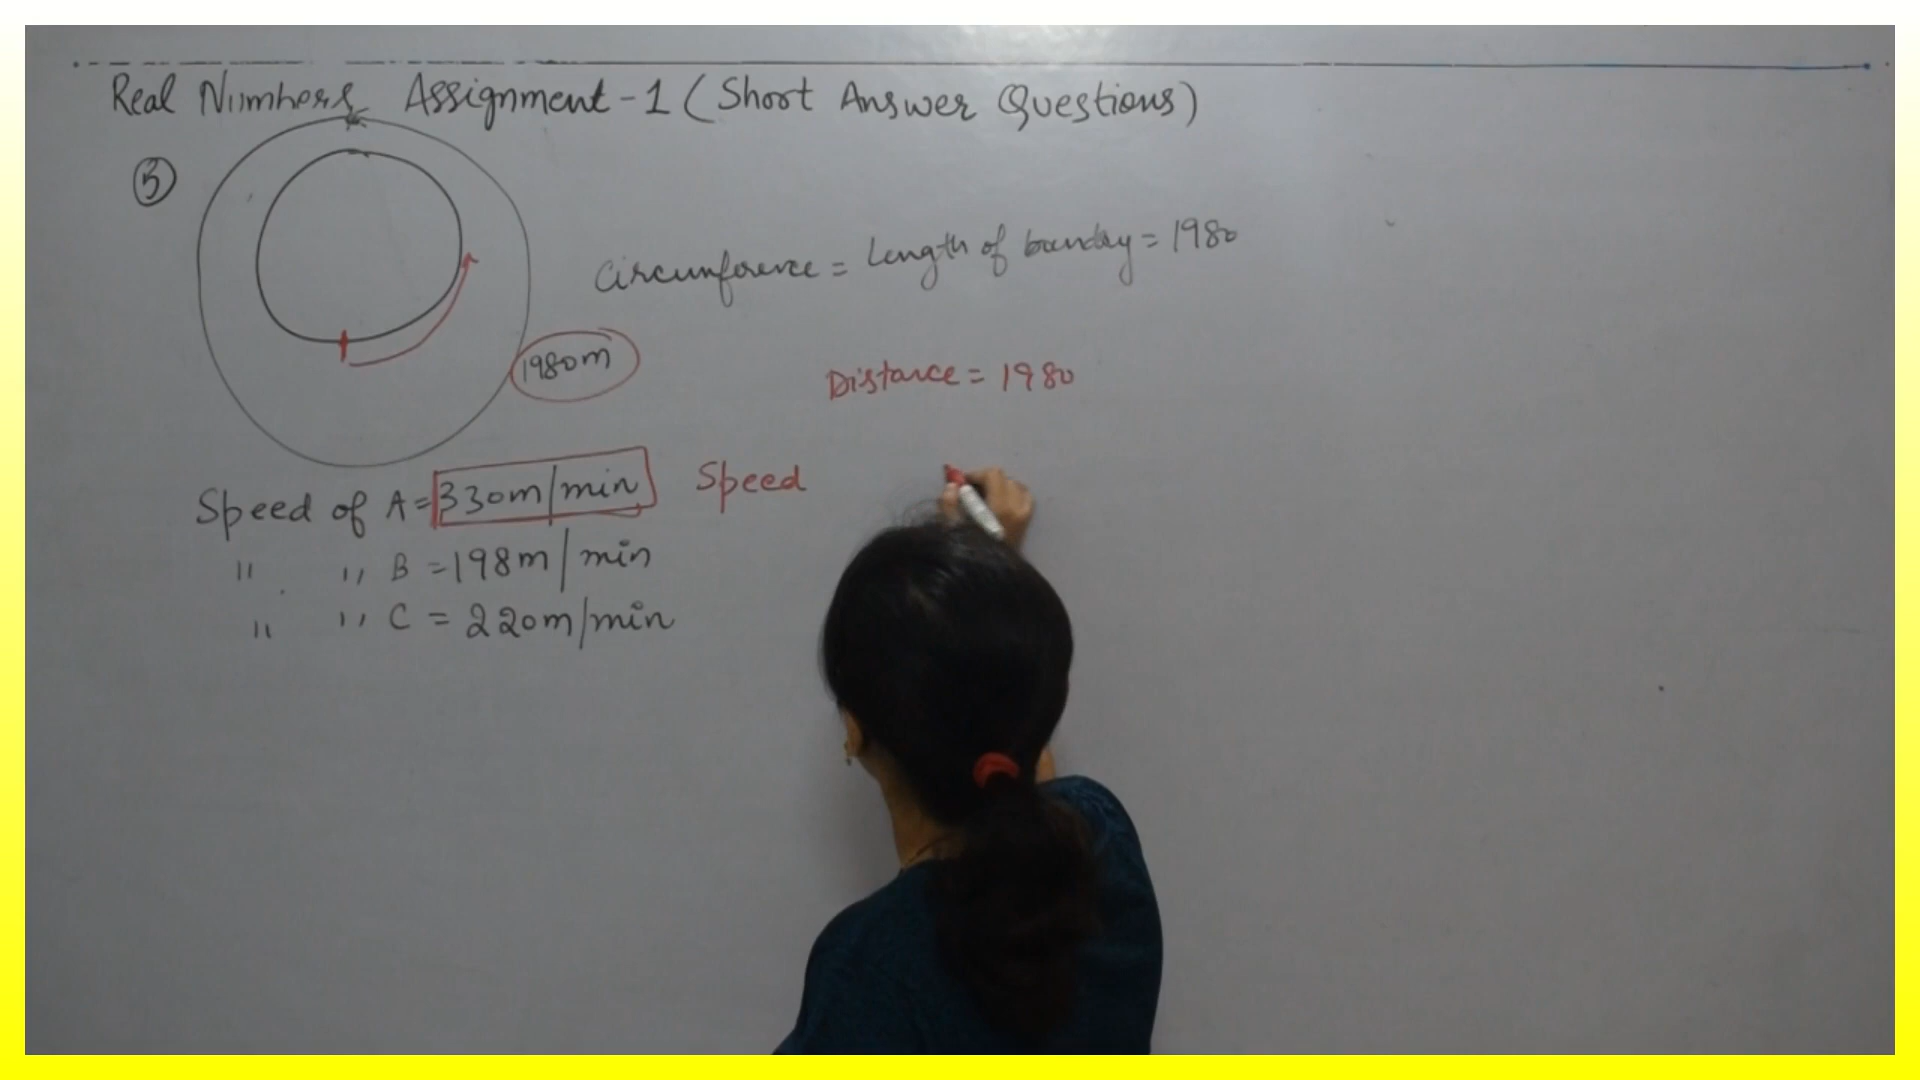 Real Numbers Assignment-1 (Short Answer Questions)
3
Circumference = Length of boundary = 1980
1980m
Distance = 1980
Speed of A = 330m/min Speed
" " B = 198m/min
" " C = 220m/min